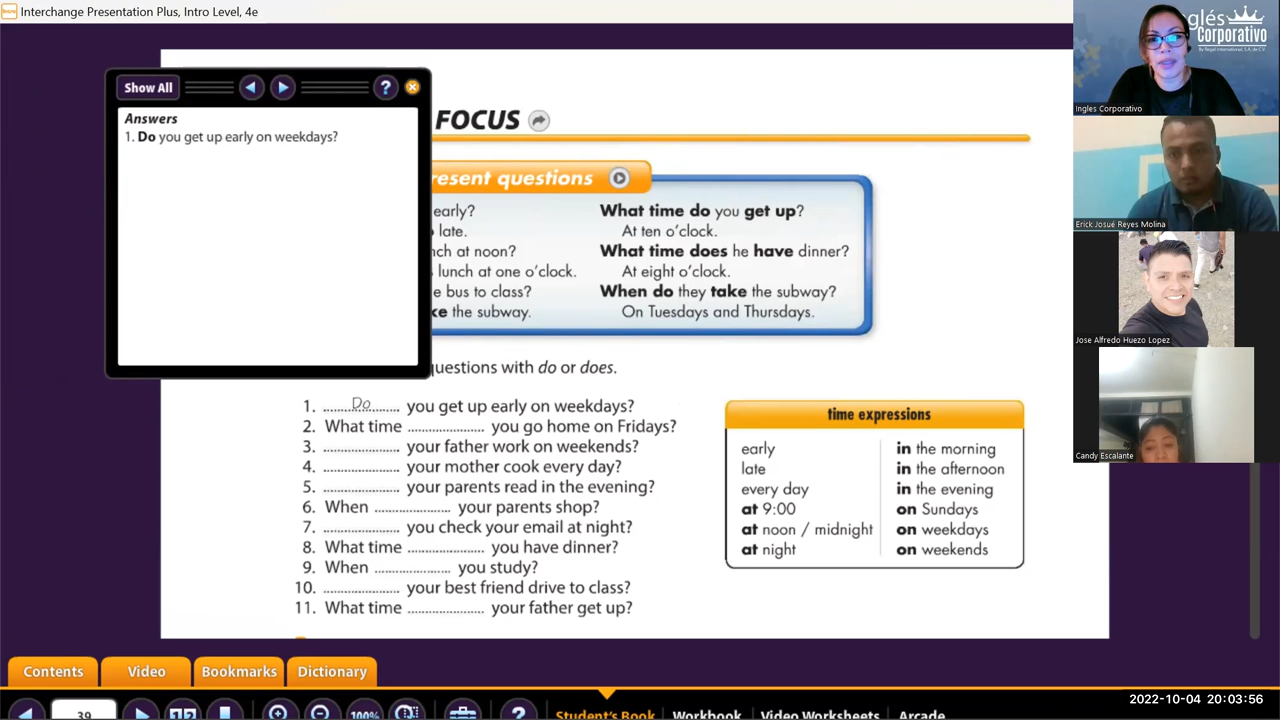 Interchange Presentation Plus, Intro Level, 4e
Show All
?
Answers
1. Do you get up early on weekdays?
FOCUS
resent questions
early?
late.
nch at noon?
lunch at one o'clock.
e bus to class?
ke the subway.
What time do you get up?
At ten o'clock.
What time does he have dinner?
At eight o'clock.
When do they take the subway?
On Tuesdays and Thursdays.
uestions with do or does.
1. Do you get up early on weekdays?
2. What time .................... you go home on Fridays?
3. .................... your father work on weekends?
4. .................... your mother cook every day?
5. .................... your parents read in the evening?
6. When .................... your parents shop?
7. .................... you check your email at night?
8. What time .................... you have dinner?
9. When .................... you study?
10. .................... your best friend drive to class?
11. What time .................... your father get up?
time expressions
early
late
every day
at 9:00
at noon / midnight
at night
in the morning
in the afternoon
in the evening
on Sundays
on weekdays
on weekends
Inglés Corporativo
Erick Josué Reyes Molina
Jose Alfredo Huezo Lopez
Candy Escalante
Contents
Video
Bookmarks
Dictionary
39
100%
?
Student's Book
Workbook
Video Worksheets
Arcade
2022-10-04 20:03:56